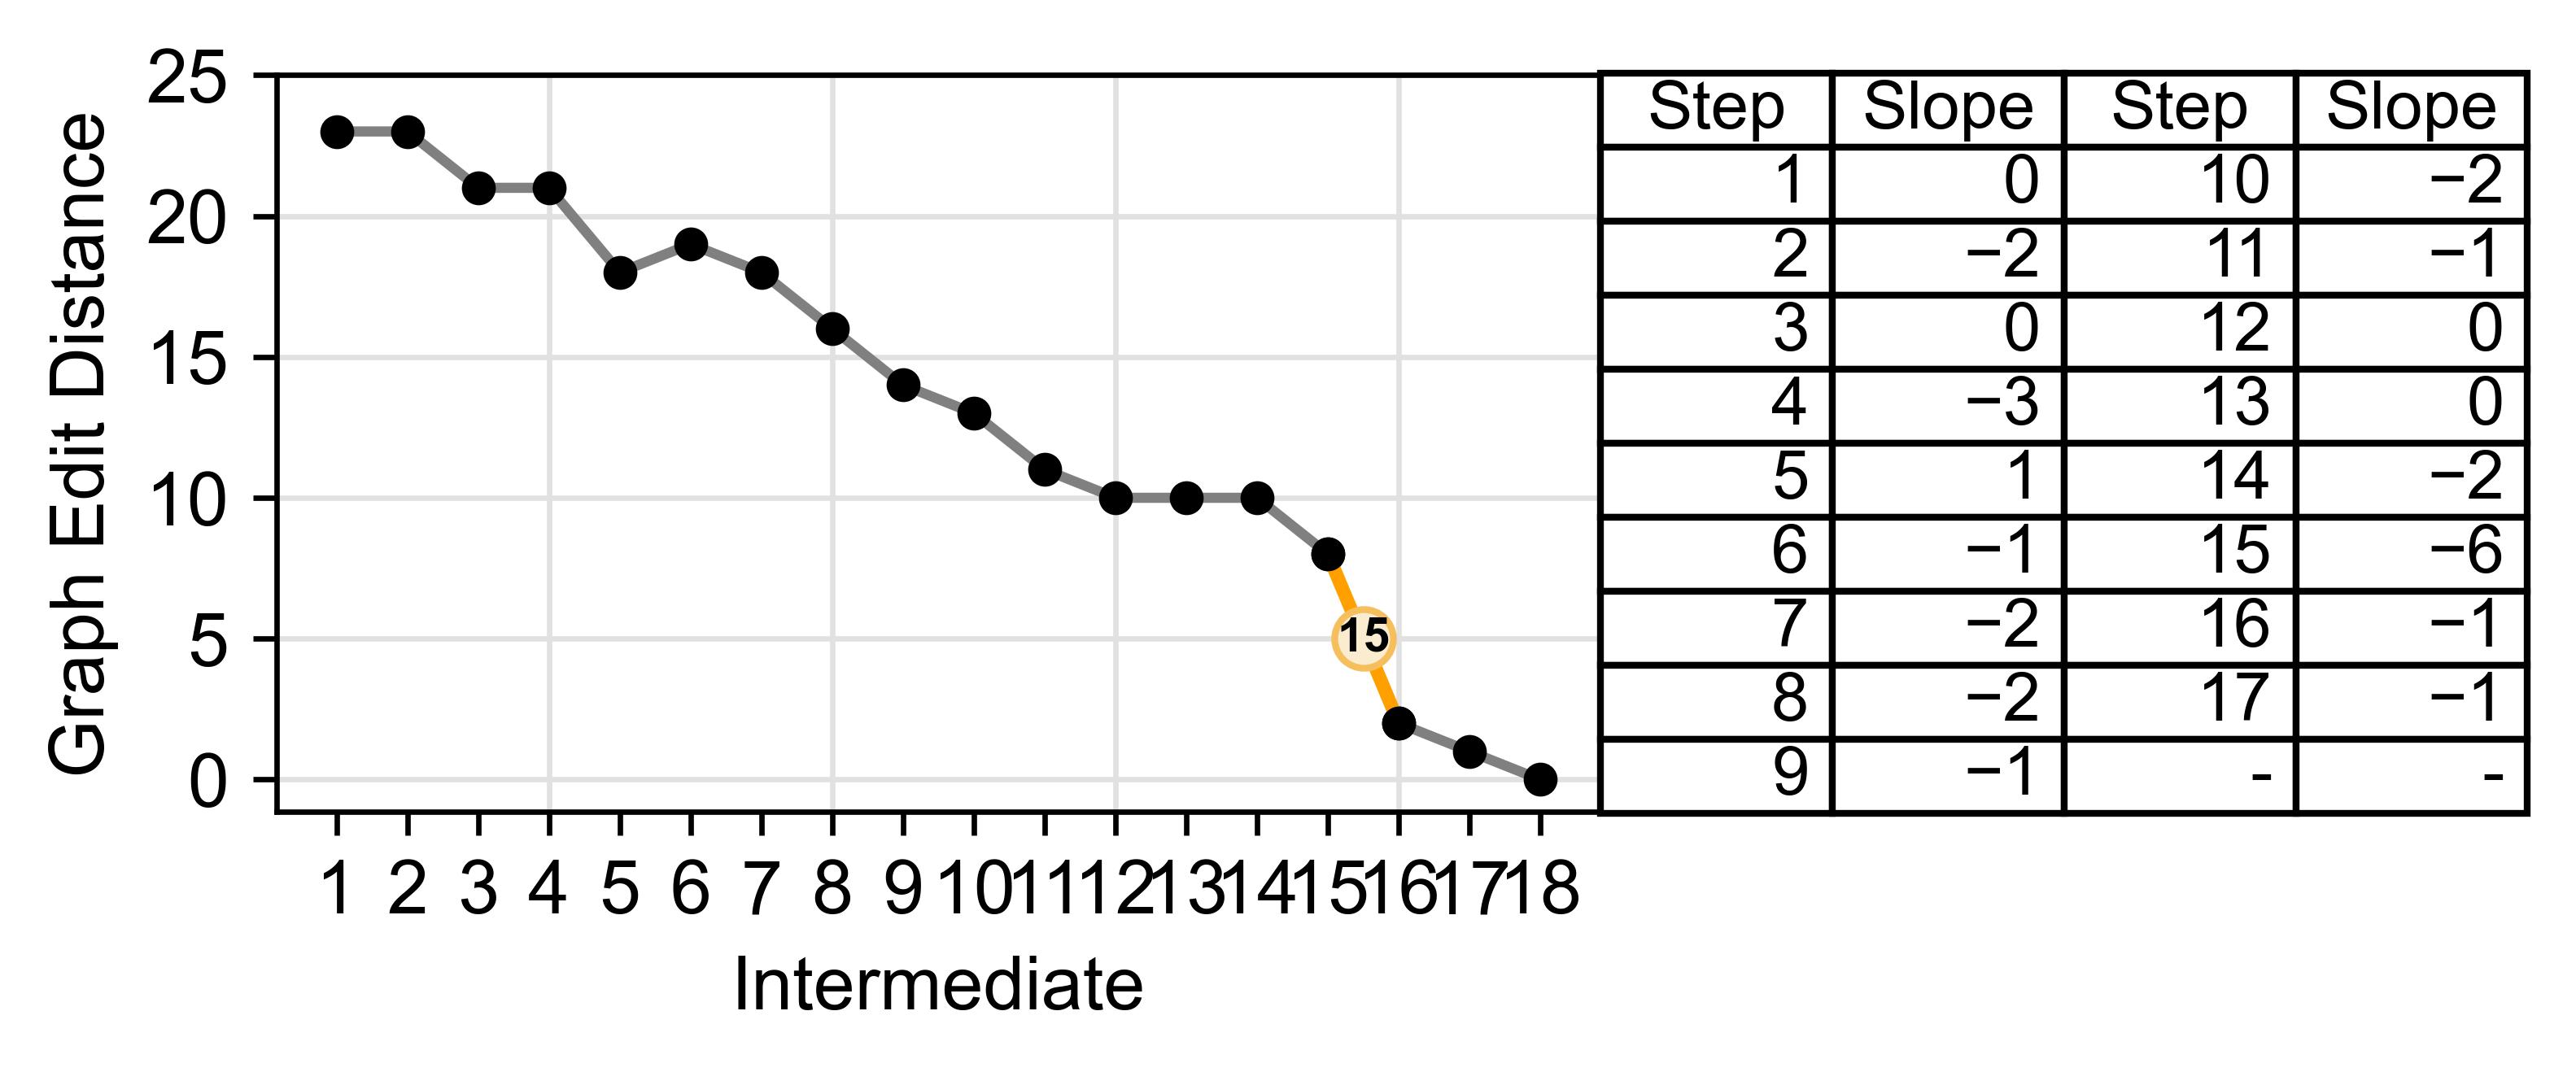 Graph Edit Distance
25
20
15
10
5
0
15
1 2 3 4 5 6 7 8 9 10 11 12 13 14 15 16 17 18
Intermediate
Step Slope Step Slope
1 0 10 −2
2 −2 11 −1
3 0 12 0
4 −3 13 0
5 1 14 −2
6 −1 15 −6
7 −2 16 −1
8 −2 17 −1
9 −1 - -